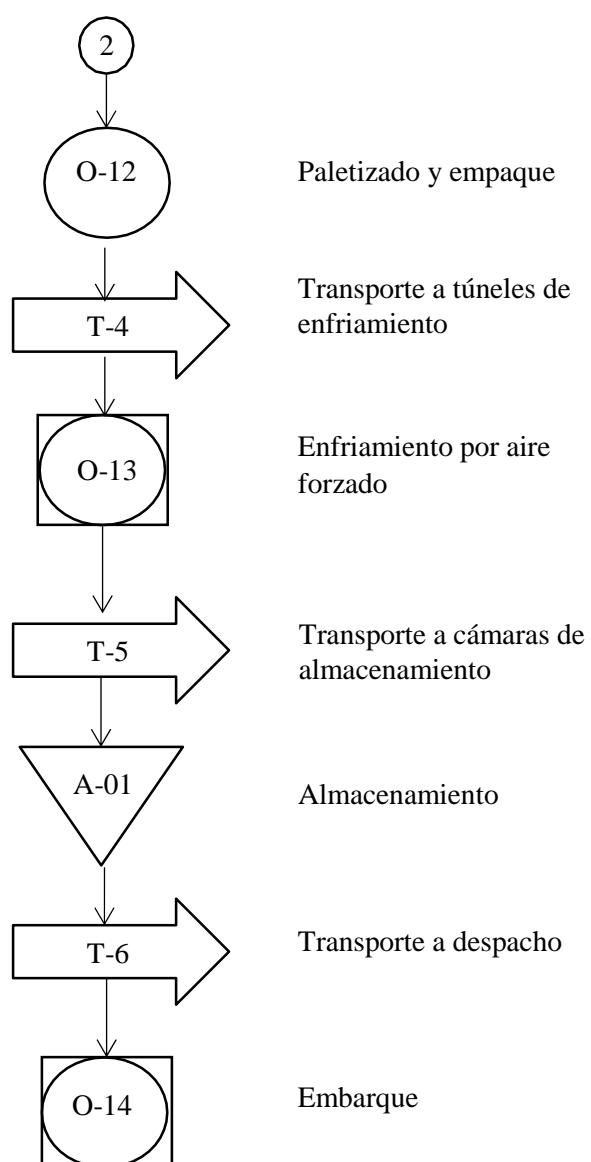 2
O-12
Paletizado y empaque
T-4
Transporte a túneles de
enfriamiento
O-13
Enfriamiento por aire
forzado
T-5
Transporte a cámaras de
almacenamiento
A-01
Almacenamiento
T-6
Transporte a despacho
O-14
Embarque